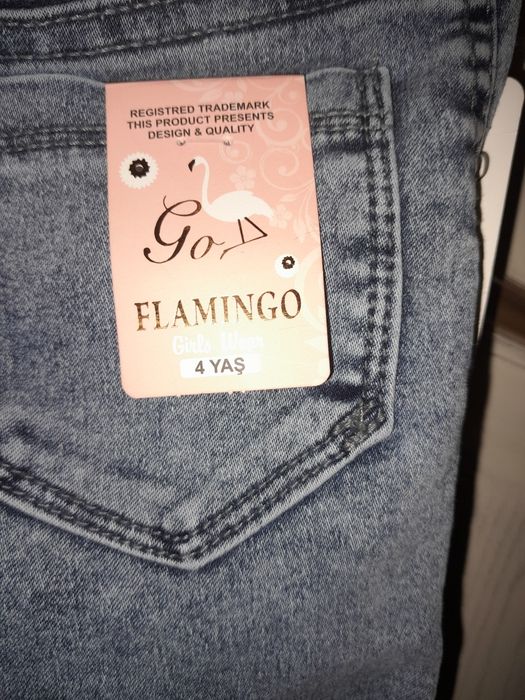 REGISTRED TRADEMARK
THIS PRODUCT PRESENTS
DESIGN & QUALITY
Go
FLAMINGO
Girls Wear
4 YAŞ